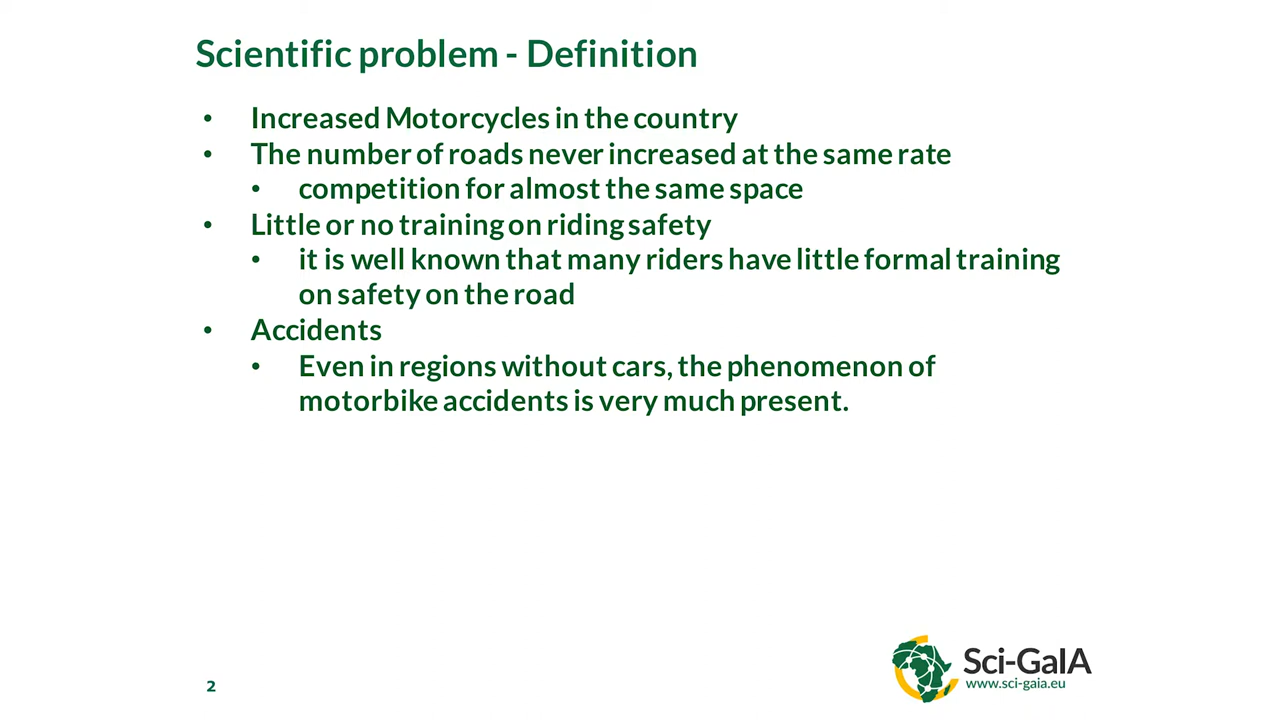 Scientific problem - Definition
• Increased Motorcycles in the country
• The number of roads never increased at the same rate
• competition for almost the same space
• Little or no training on riding safety
• it is well known that many riders have little formal training
on safety on the road
• Accidents
• Even in regions without cars, the phenomenon of
motorbike accidents is very much present.
2
Sci-GaIA
www.sci-gaia.eu